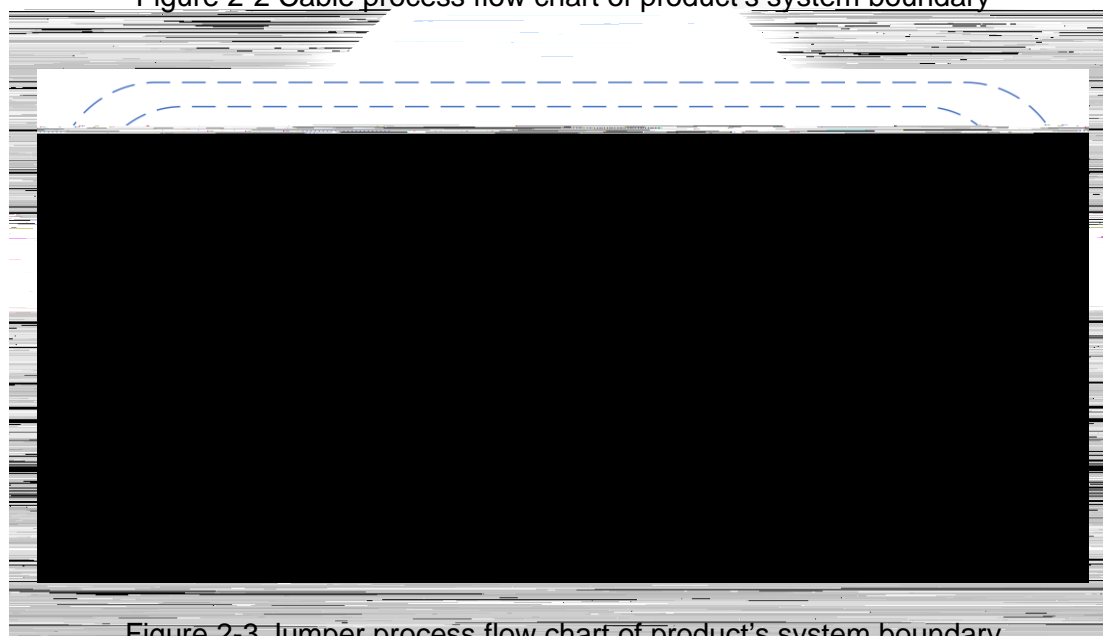 Figure 2-2 Cable process flow chart of product's system boundary
Figure 2-3 Jumper process flow chart of product's system boundary